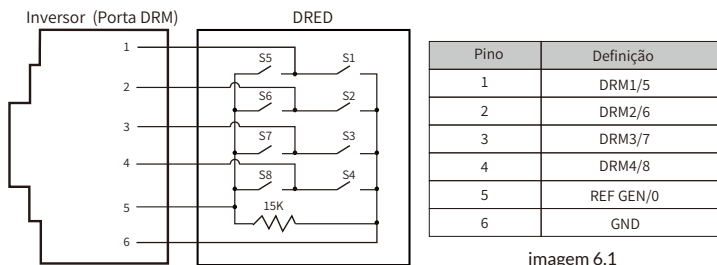 Inversor (Porta DRM)
DRED
1
2
3
4
5
6
S5
S1
S6
S2
S7
S3
S8
S4
15K
Pino Definição
1 DRM1/5
2 DRM2/6
3 DRM3/7
4 DRM4/8
5 REF GEN/0
6 GND
imagem 6.1